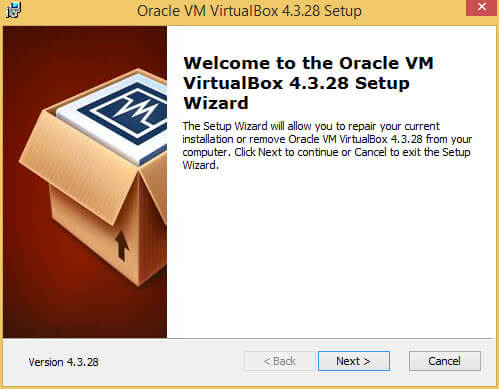 Oracle VM VirtualBox 4.3.28 Setup
Welcome to the Oracle VM
VirtualBox 4.3.28 Setup
Wizard
The Setup Wizard will allow you to repair your current
installation or remove Oracle VM VirtualBox 4.3.28 from your
computer. Click Next to continue or Cancel to exit the Setup
Wizard.
Version 4.3.28
< Back
Next >
Cancel